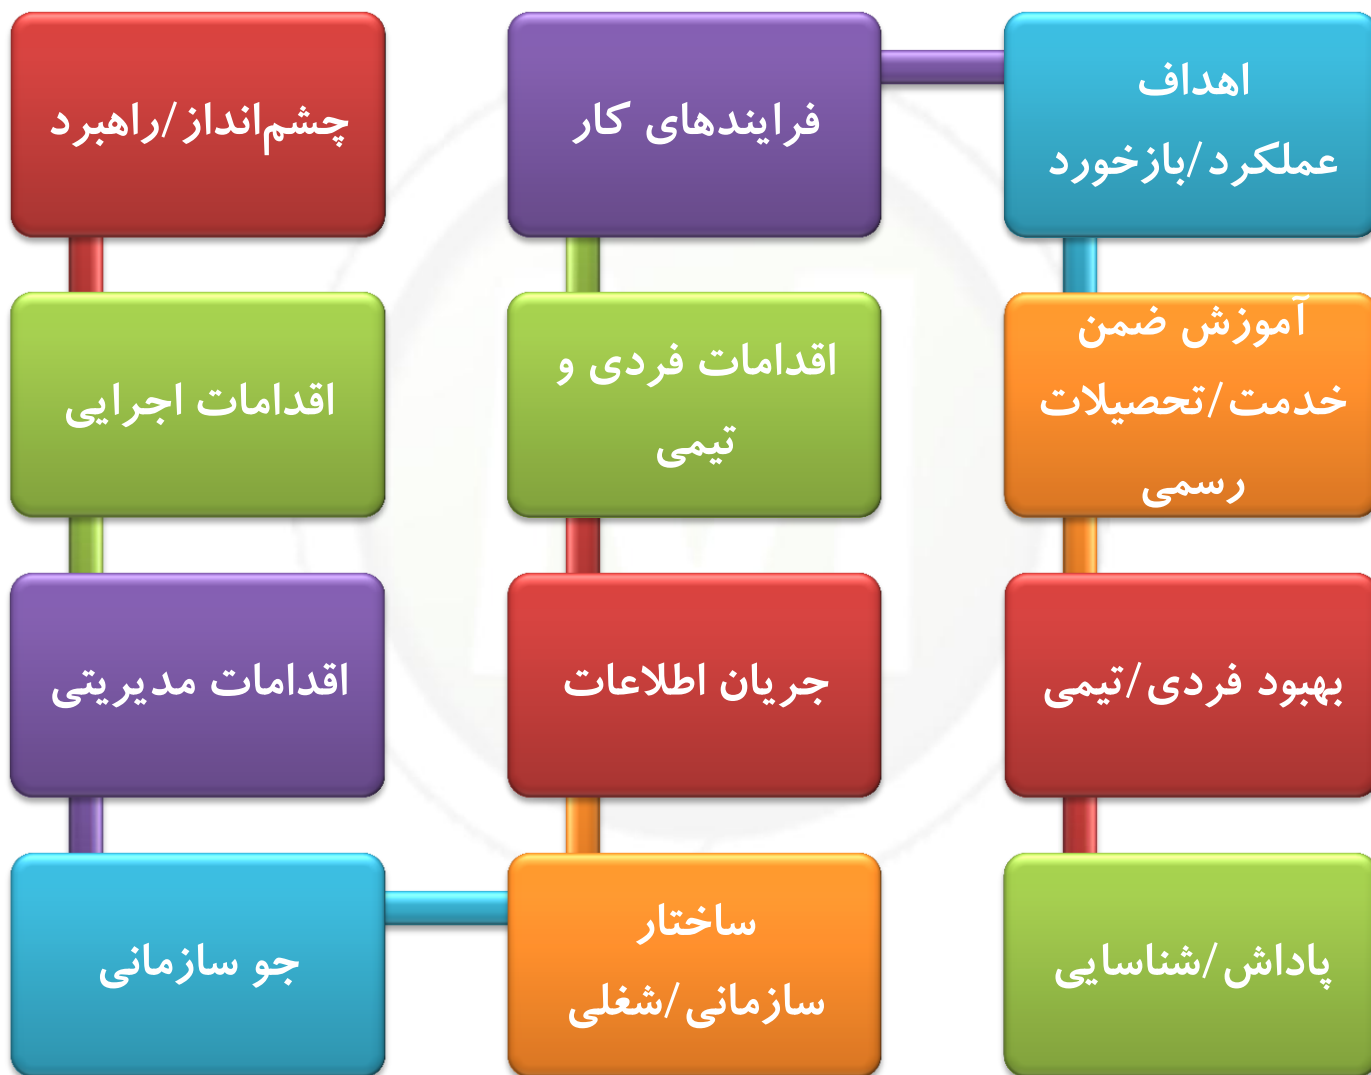 چشم‌انداز/راهبرد
اقدامات اجرایی
اقدامات مدیریتی
جو سازمانی
ساختار
سازمانی/شغلی
جریان اطلاعات
اقدامات فردی و
تیمی
فرایندهای کار
اهداف
عملکرد/بازخورد
آموزش ضمن
خدمت/تحصیلات
رسمی
بهبود فردی/تیمی
پاداش/شناسایی